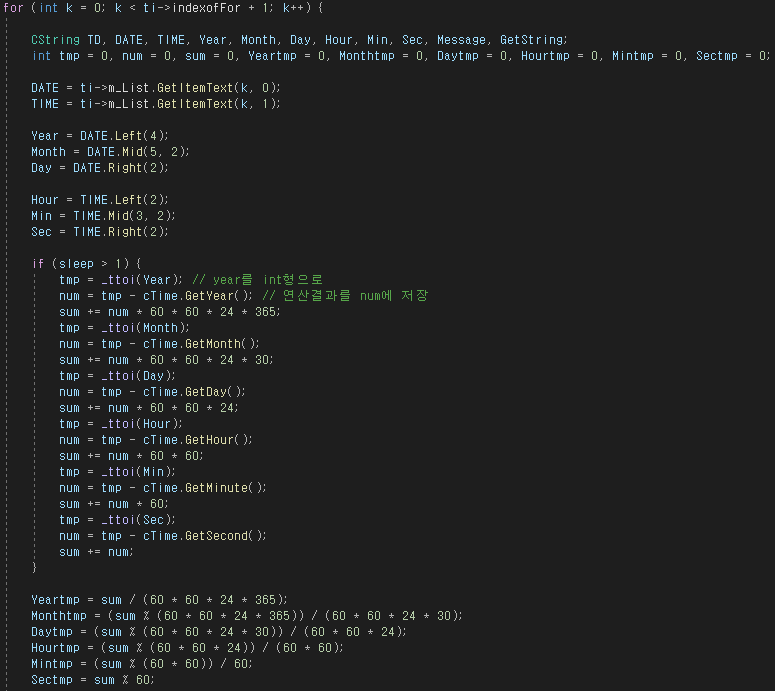 for (int k = 0; k < ti->indexofFor + 1; k++) {
CString TD, DATE, TIME, Year, Month, Day, Hour, Min, Sec, Message, GetString;
int tmp = 0, num = 0, sum = 0, Yeartmp = 0, Monthtmp = 0, Daytmp = 0, Hourtmp = 0, Mintmp = 0, Sectmp = 0;
DATE = ti->m_List.GetItemText(k, 0);
TIME = ti->m_List.GetItemText(k, 1);
Year = DATE.Left(4);
Month = DATE.Mid(5, 2);
Day = DATE.Right(2);
Hour = TIME.Left(2);
Min = TIME.Mid(3, 2);
Sec = TIME.Right(2);
if (sleep > 1) {
tmp = _ttoi(Year); // year를 int형으로
num = tmp - cTime.GetYear(); // 연산결과를 num에 저장
sum += num * 60 * 60 * 24 * 365;
tmp = _ttoi(Month);
num = tmp - cTime.GetMonth();
sum += num * 60 * 60 * 24 * 30;
tmp = _ttoi(Day);
num = tmp - cTime.GetDay();
sum += num * 60 * 60 * 24;
tmp = _ttoi(Hour);
num = tmp - cTime.GetHour();
sum += num * 60 * 60;
tmp = _ttoi(Min);
num = tmp - cTime.GetMinute();
sum += num * 60;
tmp = _ttoi(Sec);
num = tmp - cTime.GetSecond();
sum += num;
}
Yeartmp = sum / (60 * 60 * 24 * 365);
Monthtmp = (sum % (60 * 60 * 24 * 365)) / (60 * 60 * 24 * 30);
Daytmp = (sum % (60 * 60 * 24 * 30)) / (60 * 60 * 24);
Hourtmp = (sum % (60 * 60 * 24)) / (60 * 60);
Mintmp = (sum % (60 * 60)) / 60;
Sectmp = sum % 60;